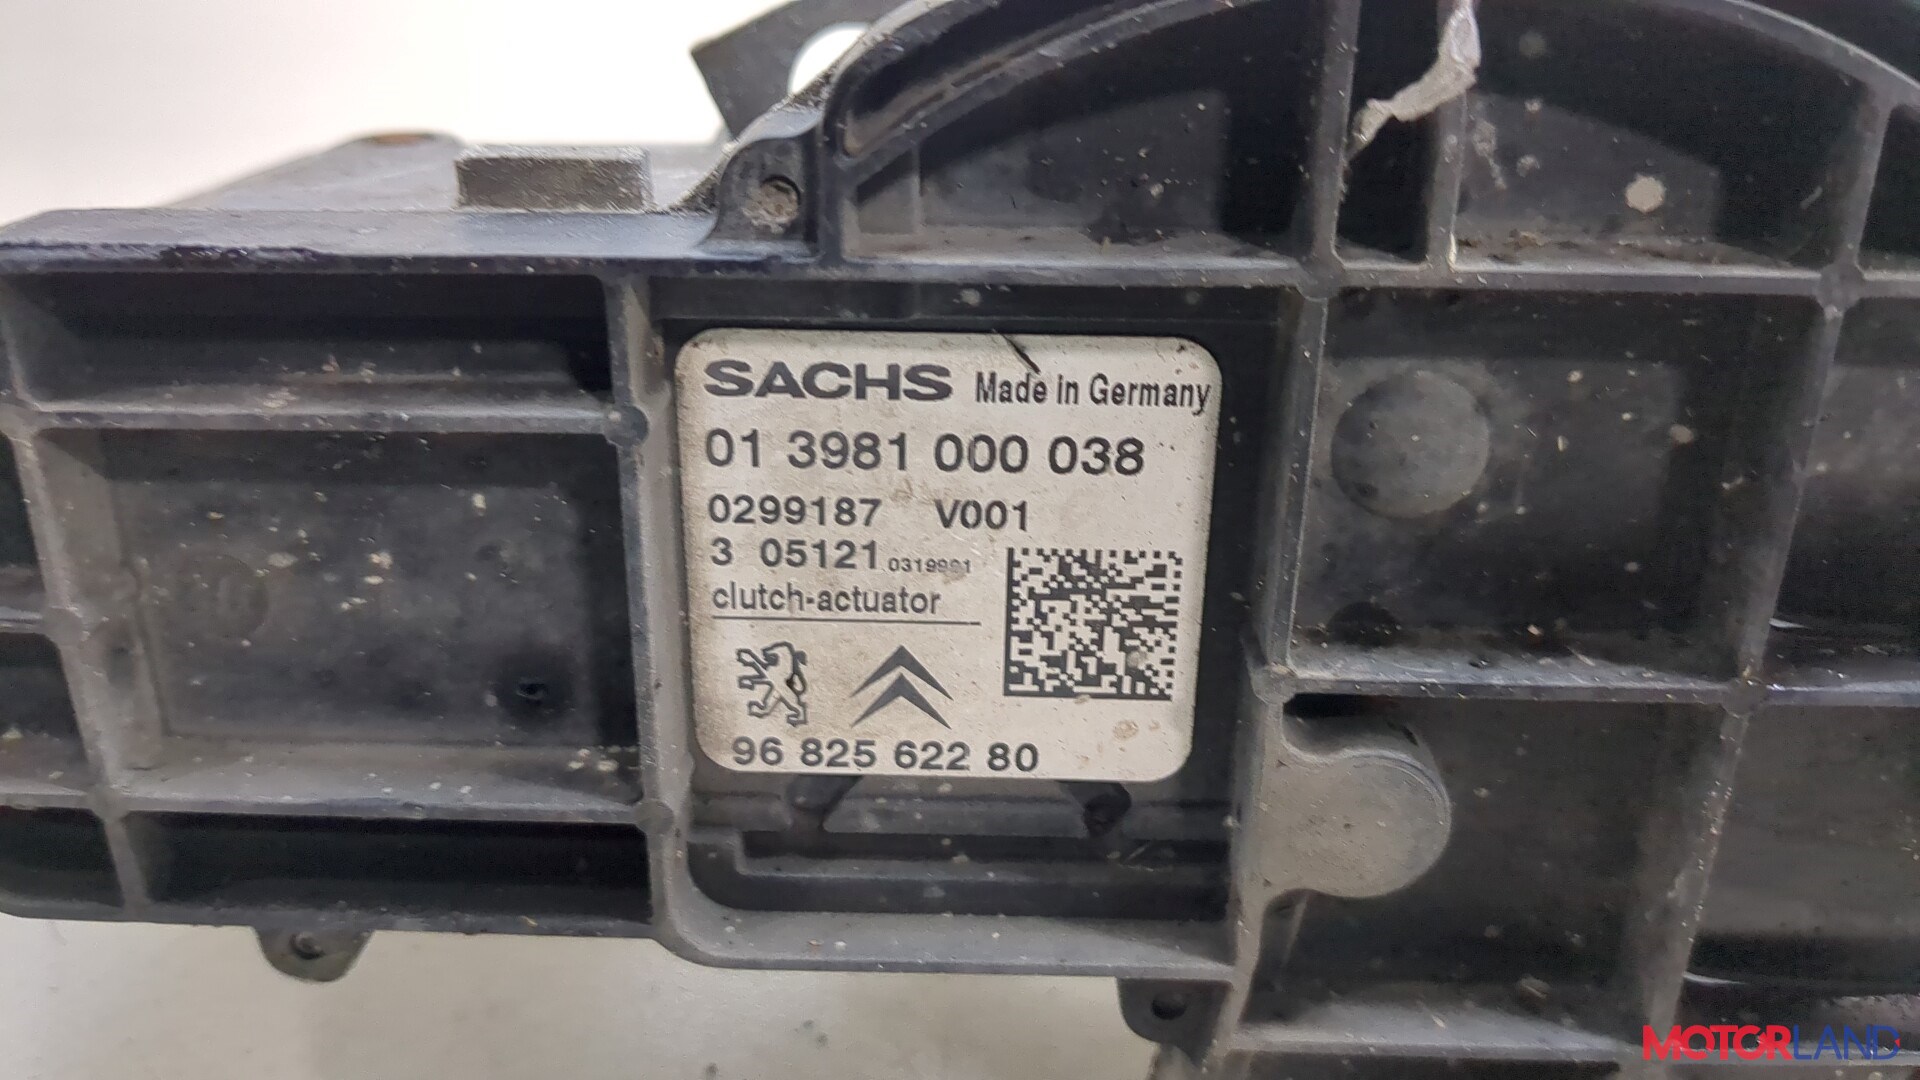 SACHS Made in Germany
01 3981 000 038
0299187 V001
3 05121 0319991
clutch-actuator
96 825 622 80
MOTORLAND